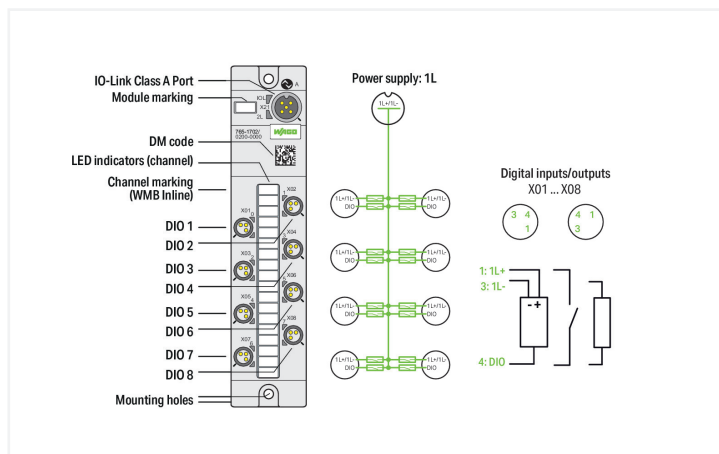 IO-Link Class A Port
Module marking
DM code
LED indicators (channel)
Channel marking
(WMB Inline)
DIO 1
DIO 2
DIO 3
DIO 4
DIO 5
DIO 6
DIO 7
DIO 8
Mounting holes
A
IOL
X21
2L
765-1702/
0200-0000
WAGO
X02
X01
X04
X03
X06
X05
X08
X07
Power supply: 1L
1L+/1L-
1L+/1L-
DIO
1L+/1L-
DIO
1L+/1L-
DIO
1L+/1L-
DIO
1L+/1L-
DIO
1L+/1L-
DIO
1L+/1L-
DIO
1L+/1L-
DIO
Digital inputs/outputs
X01 ... X08
3 4
1
4 1
3
1: 1L+
3: 1L-
- +
4: DIO